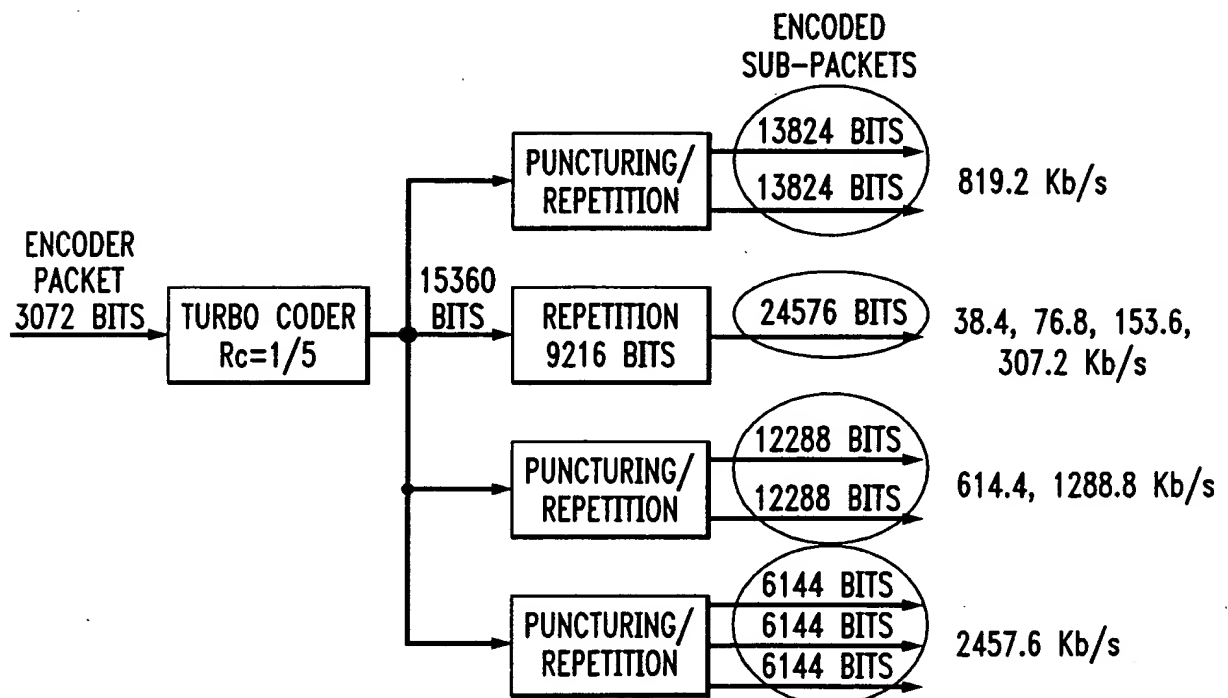 ENCODED
SUB-PACKETS
13824 BITS
PUNCTURING/
REPETITION
13824 BITS
819.2 Kb/s
ENCODER
PACKET
3072 BITS
TURBO CODER
Rc=1/5
15360
BITS
REPETITION
9216 BITS
24576 BITS
38.4, 76.8, 153.6,
307.2 Kb/s
PUNCTURING/
REPETITION
12288 BITS
12288 BITS
614.4, 1288.8 Kb/s
PUNCTURING/
REPETITION
6144 BITS
6144 BITS
6144 BITS
2457.6 Kb/s